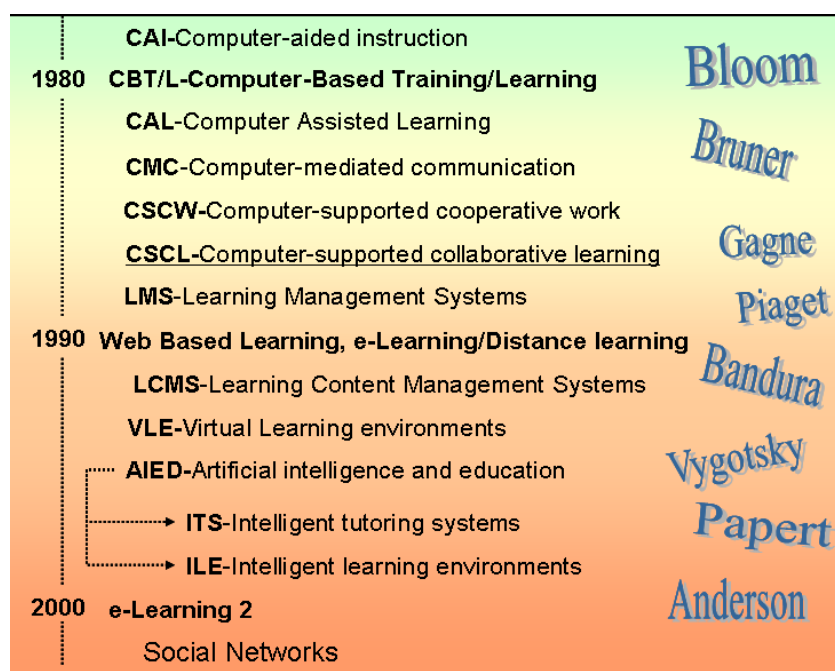 CAI-Computer-aided instruction
1980 CBT/L-Computer-Based Training/Learning
CAL-Computer Assisted Learning
CMC-Computer-mediated communication
CSCW-Computer-supported cooperative work
CSCL-Computer-supported collaborative learning
LMS-Learning Management Systems
1990 Web Based Learning, e-Learning/Distance learning
LCMS-Learning Content Management Systems
VLE-Virtual Learning environments
AIED-Artificial intelligence and education
ITS-Intelligent tutoring systems
ILE-Intelligent learning environments
2000 e-Learning 2
Social Networks
Bloom
Bruner
Gagne
Piaget
Bandura
Vygotsky
Papert
Anderson